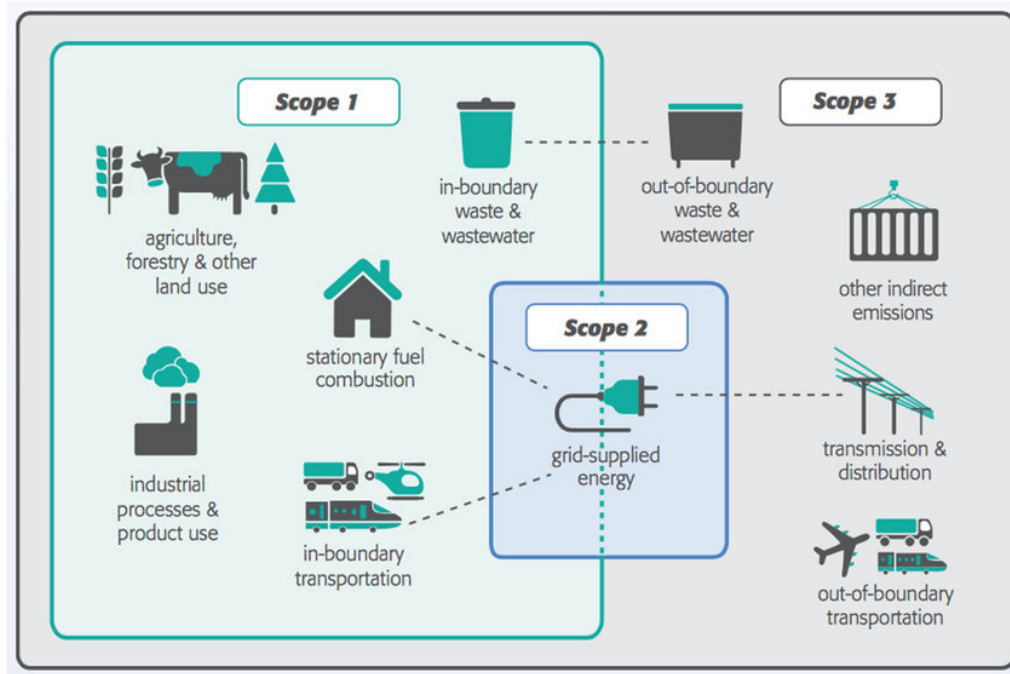 Scope 1
Scope 3
in-boundary
waste &
wastewater
out-of-boundary
waste &
wastewater
agriculture,
forestry & other
land use
other indirect
emissions
Scope 2
stationary fuel
combustion
grid-supplied
energy
transmission &
distribution
industrial
processes &
product use
in-boundary
transportation
out-of-boundary
transportation